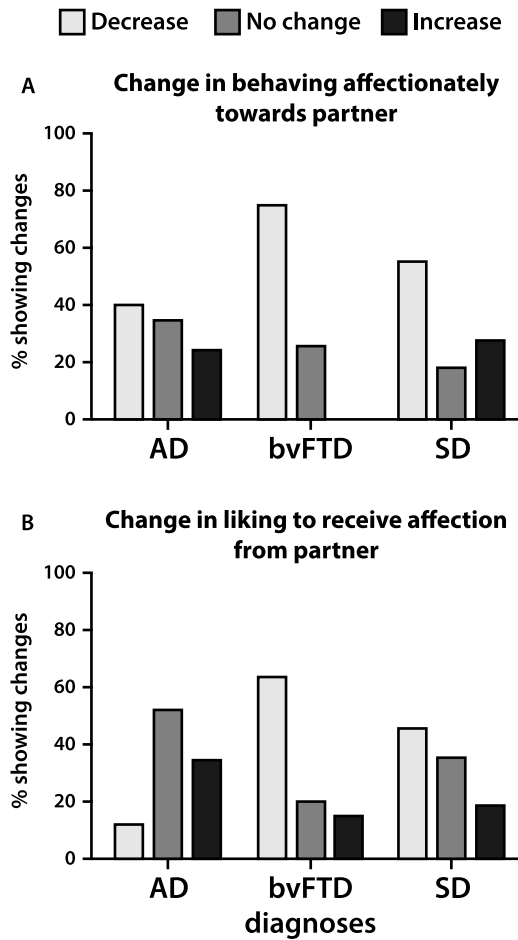 Decrease No change Increase
A Change in behaving affectionately
towards partner
% showing changes
100
80
60
40
20
0
AD bvFTD SD
B Change in liking to receive affection
from partner
% showing changes
100
80
60
40
20
0
AD bvFTD SD
diagnoses